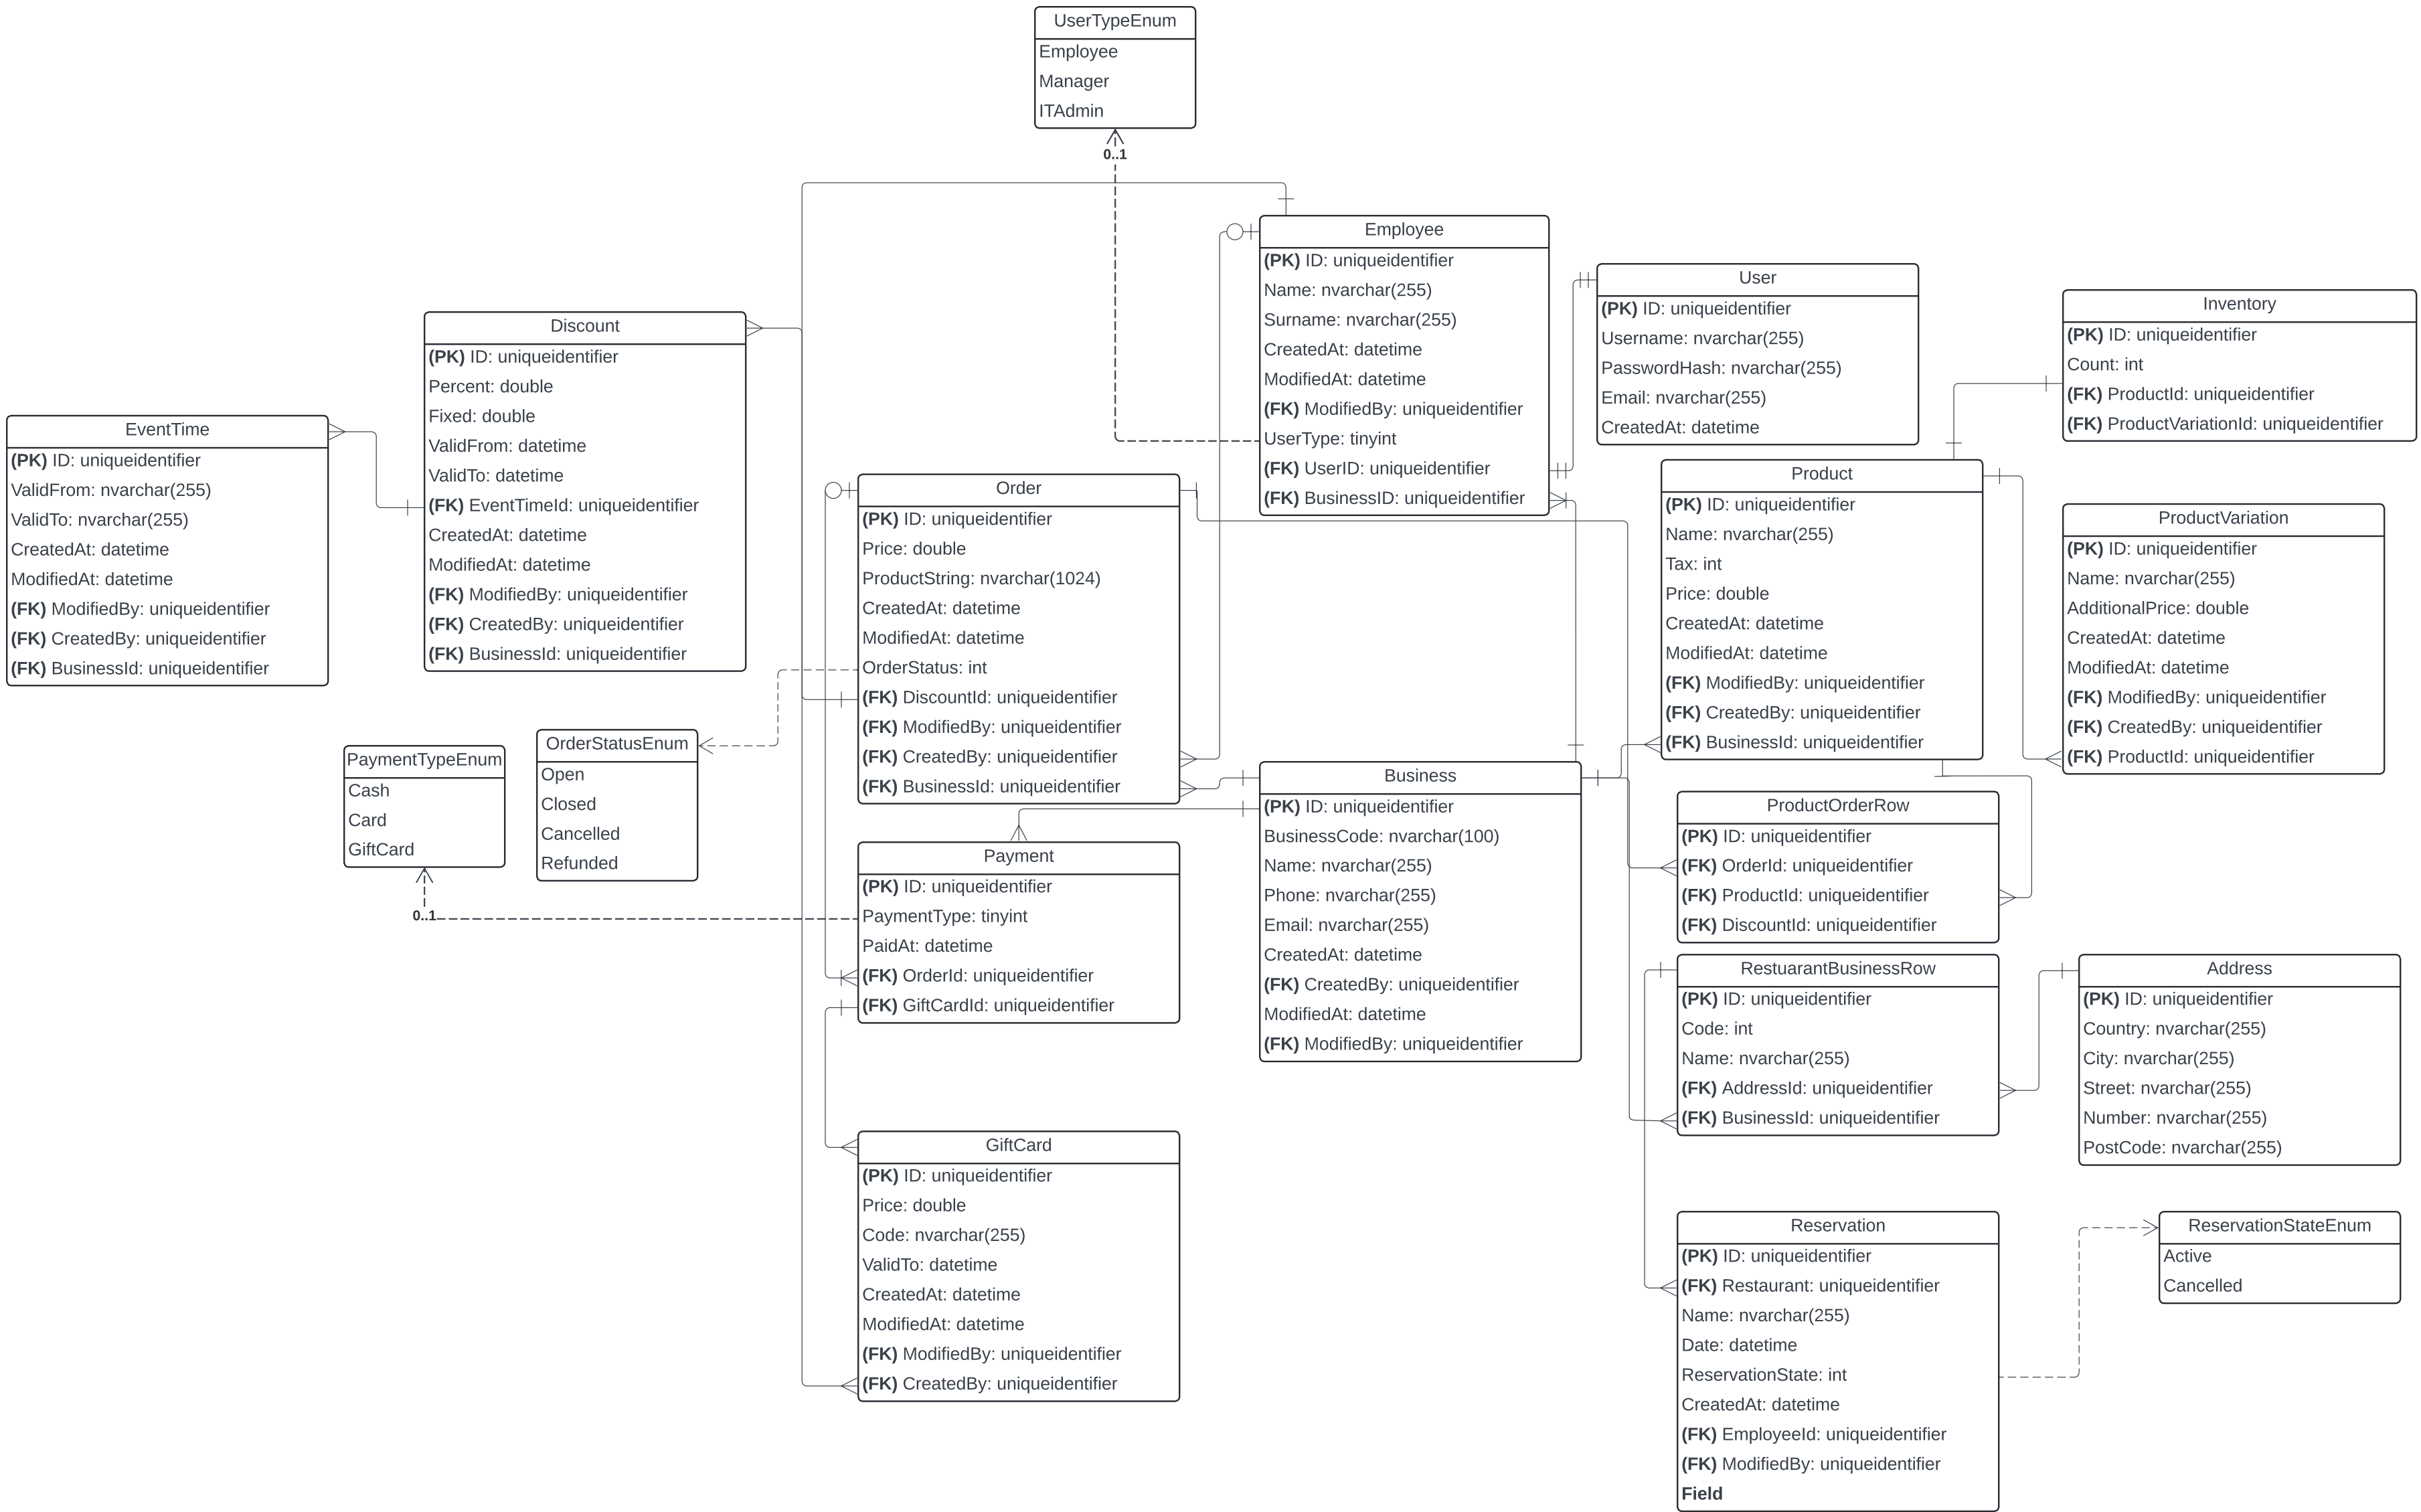 UserTypeEnum
Employee
Manager
ITAdmin
0..1
Employee
(PK) ID: uniqueidentifier
Name: nvarchar(255)
Surname: nvarchar(255)
CreatedAt: datetime
ModifiedAt: datetime
(FK) ModifiedBy: uniqueidentifier
UserType: tinyint
(FK) UserID: uniqueidentifier
(FK) BusinessID: uniqueidentifier
User
(PK) ID: uniqueidentifier
Username: nvarchar(255)
PasswordHash: nvarchar(255)
Email: nvarchar(255)
CreatedAt: datetime
Inventory
(PK) ID: uniqueidentifier
Count: int
(FK) ProductId: uniqueidentifier
(FK) ProductVariationId: uniqueidentifier
Discount
(PK) ID: uniqueidentifier
Percent: double
Fixed: double
ValidFrom: datetime
ValidTo: datetime
(FK) EventTimeId: uniqueidentifier
CreatedAt: datetime
ModifiedAt: datetime
(FK) ModifiedBy: uniqueidentifier
(FK) CreatedBy: uniqueidentifier
(FK) BusinessId: uniqueidentifier
EventTime
(PK) ID: uniqueidentifier
ValidFrom: nvarchar(255)
ValidTo: nvarchar(255)
CreatedAt: datetime
ModifiedAt: datetime
(FK) ModifiedBy: uniqueidentifier
(FK) CreatedBy: uniqueidentifier
(FK) BusinessId: uniqueidentifier
Order
(PK) ID: uniqueidentifier
Price: double
ProductString: nvarchar(1024)
CreatedAt: datetime
ModifiedAt: datetime
OrderStatus: int
(FK) DiscountId: uniqueidentifier
(FK) ModifiedBy: uniqueidentifier
(FK) CreatedBy: uniqueidentifier
(FK) BusinessId: uniqueidentifier
Product
(PK) ID: uniqueidentifier
Name: nvarchar(255)
Tax: int
Price: double
CreatedAt: datetime
ModifiedAt: datetime
(FK) ModifiedBy: uniqueidentifier
(FK) CreatedBy: uniqueidentifier
(FK) BusinessId: uniqueidentifier
ProductVariation
(PK) ID: uniqueidentifier
Name: nvarchar(255)
AdditionalPrice: double
CreatedAt: datetime
ModifiedAt: datetime
(FK) ModifiedBy: uniqueidentifier
(FK) CreatedBy: uniqueidentifier
(FK) ProductId: uniqueidentifier
PaymentTypeEnum
Cash
Card
GiftCard
0..1
OrderStatusEnum
Open
Closed
Cancelled
Refunded
Payment
(PK) ID: uniqueidentifier
PaymentType: tinyint
PaidAt: datetime
(FK) OrderId: uniqueidentifier
(FK) GiftCardId: uniqueidentifier
Business
(PK) ID: uniqueidentifier
BusinessCode: nvarchar(100)
Name: nvarchar(255)
Phone: nvarchar(255)
Email: nvarchar(255)
CreatedAt: datetime
(FK) CreatedBy: uniqueidentifier
ModifiedAt: datetime
(FK) ModifiedBy: uniqueidentifier
ProductOrderRow
(PK) ID: uniqueidentifier
(FK) OrderId: uniqueidentifier
(FK) ProductId: uniqueidentifier
(FK) DiscountId: uniqueidentifier
RestuarantBusinessRow
(PK) ID: uniqueidentifier
Code: int
Name: nvarchar(255)
(FK) AddressId: uniqueidentifier
(FK) BusinessId: uniqueidentifier
Address
(PK) ID: uniqueidentifier
Country: nvarchar(255)
City: nvarchar(255)
Street: nvarchar(255)
Number: nvarchar(255)
PostCode: nvarchar(255)
GiftCard
(PK) ID: uniqueidentifier
Price: double
Code: nvarchar(255)
ValidTo: datetime
CreatedAt: datetime
ModifiedAt: datetime
(FK) ModifiedBy: uniqueidentifier
(FK) CreatedBy: uniqueidentifier
Reservation
(PK) ID: uniqueidentifier
(FK) Restaurant: uniqueidentifier
Name: nvarchar(255)
Date: datetime
ReservationState: int
CreatedAt: datetime
(FK) EmployeeId: uniqueidentifier
(FK) ModifiedBy: uniqueidentifier
Field
ReservationStateEnum
Active
Cancelled